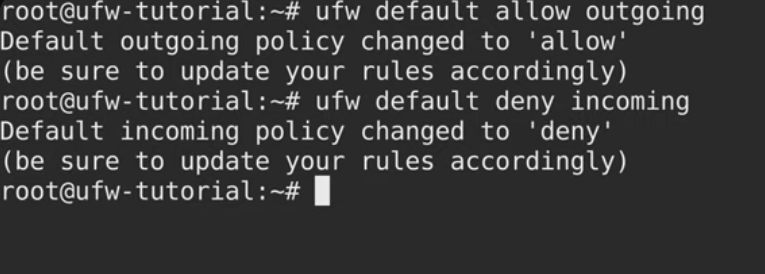 root@ufw-tutorial:~# ufw default allow outgoing
Default outgoing policy changed to 'allow'
(be sure to update your rules accordingly)
root@ufw-tutorial:~# ufw default deny incoming
Default incoming policy changed to 'deny'
(be sure to update your rules accordingly)
root@ufw-tutorial:~#